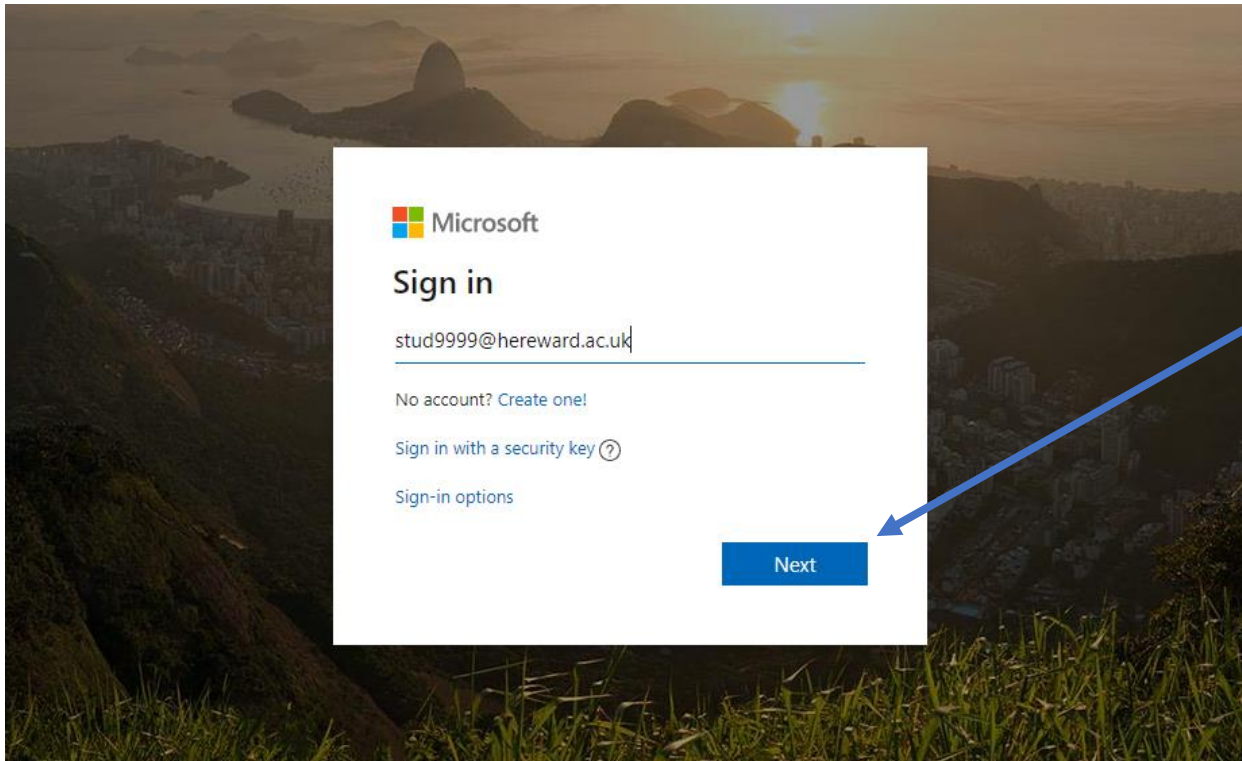 Microsoft
Sign in
stud9999@hereward.ac.uk
No account? Create one!
Sign in with a security key ?
Sign-in options
Next